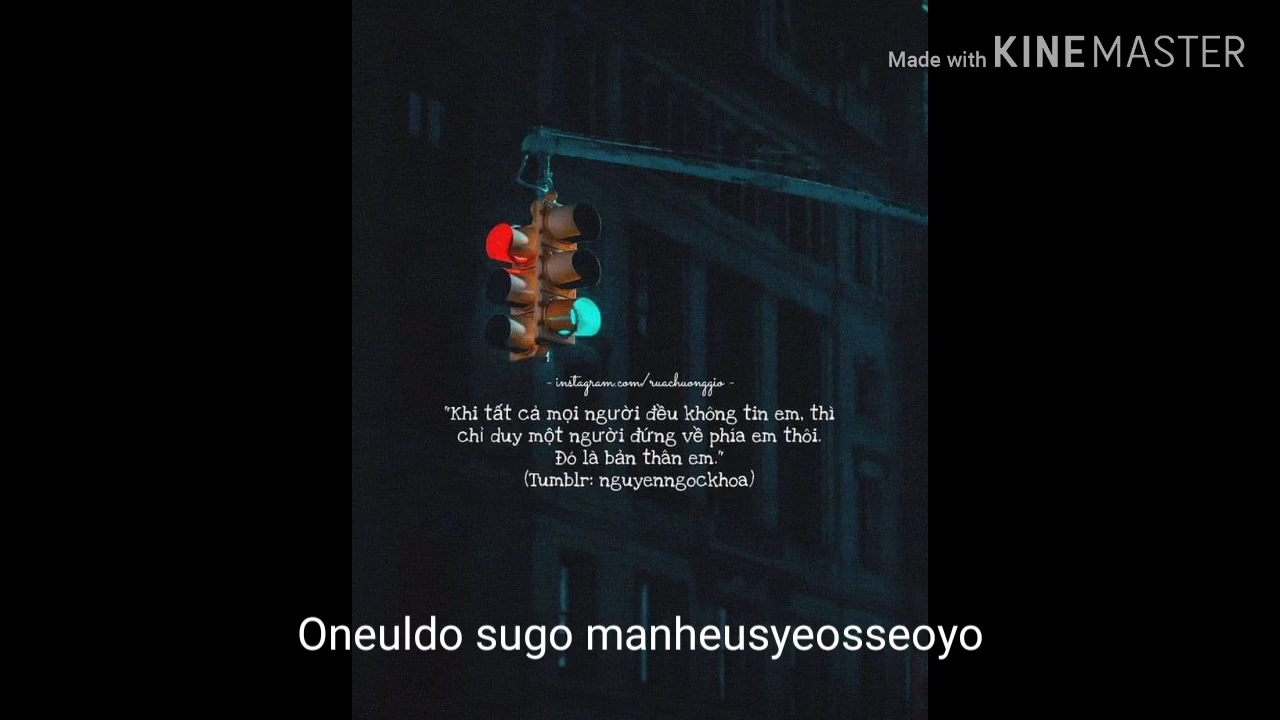 Made with KINEMASTER
- instagram.com/ruachuonggio -
"Khi tất cả mọi người đều không tin em, thì
chỉ duy một người đứng về phía em thôi.
Đó là bản thân em."
(Tumblr: nguyenngockhoa)
Oneuldo sugo manheusyeosseoyo